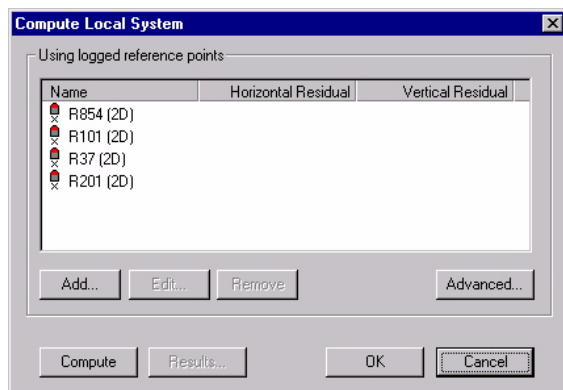 Compute Local System
Using logged reference points
Name Horizontal Residual Vertical Residual
R854 (2D)
R101 (2D)
R37 (2D)
R201 (2D)
Add... Edit... Remove Advanced...
Compute Results... OK Cancel